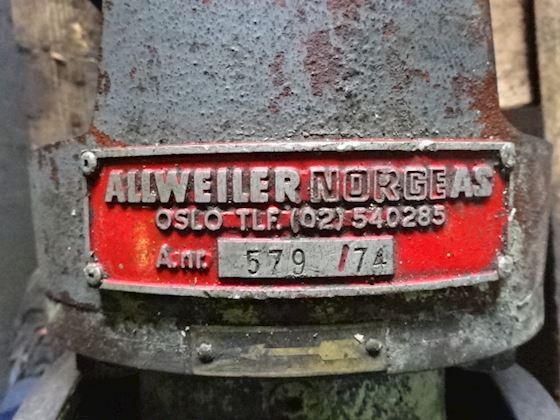 ALLWEILER NORGE AS
OSLO TLF. (02) 540285
A.nr. 579 /74